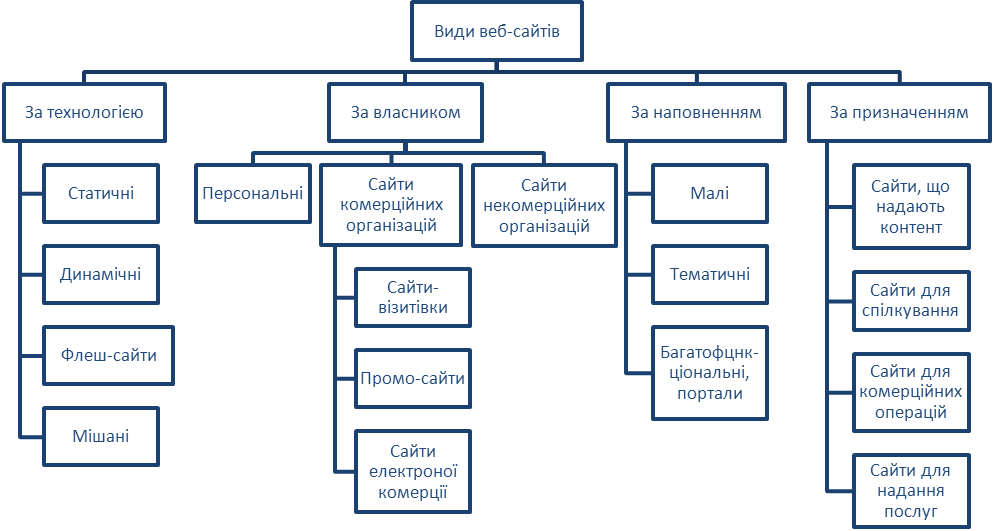 Види веб-сайтів
За технологією
Статичні
Динамічні
Флеш-сайти
Мішані
За власником
Персональні
Сайти
комерційних
організацій
Сайти-
візитівки
Промо-сайти
Сайти
електроної
комерції
Сайти
некомерційних
організацій
За наповненням
Малі
Тематичні
Багатофцнк-
ціональні,
портали
За призначенням
Сайти, що
надають
контент
Сайти для
спілкування
Сайти для
комерційних
операцій
Сайти для
надання
послуг